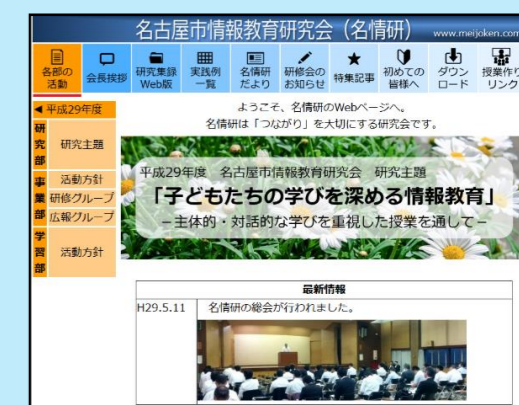 名古屋市情報教育研究会（名情研） www.meijoken.com
各部の
活動
会長挨拶
研究集録
Web版
実践例
一覧
名情研
だより
研修会の
お知らせ
特集記事
初めての
皆様へ
ダウン
ロード
授業作り
リンク
◀ 平成29年度
研究部
研究主題
事業部
活動方針
研修グループ
広報グループ
学習部
活動方針
ようこそ、名情研のWebページへ。
名情研は「つながり」を大切にする研究会です。
平成29年度 名古屋市情報教育研究会 研究主題
「子どもたちの学びを深める情報教育」
－主体的・対話的な学びを重視した授業を通して－
最新情報
H29.5.11 名情研の総会が行われました。